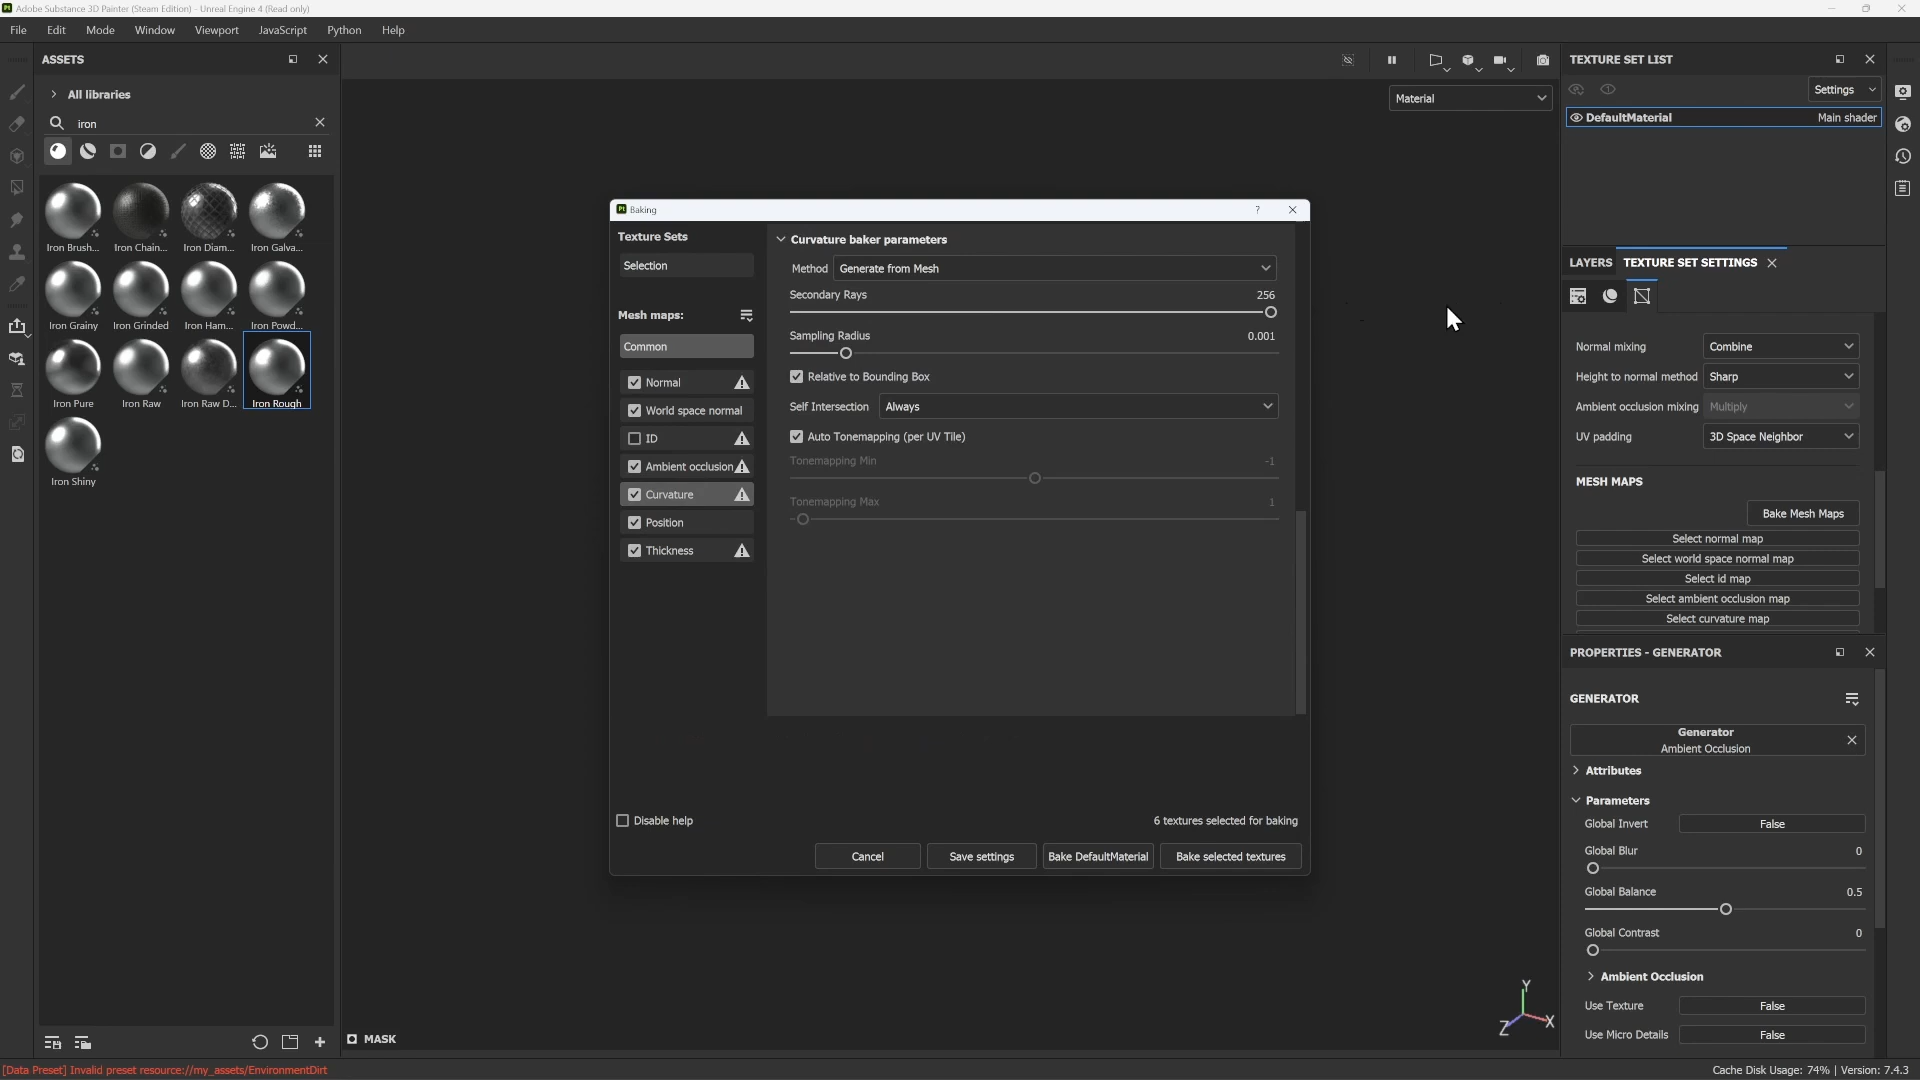 Adobe Substance 3D Painter (Steam Edition) - Unreal Engine 4 (Read only)
File Edit Mode Window Viewport JavaScript Python Help
ASSETS
All libraries
iron
Iron Brush... Iron Chain... Iron Diam... Iron Galva...
Iron Grainy Iron Grinded Iron Ham... Iron Powd...
Iron Pure Iron Raw Iron Raw D... Iron Rough
Iron Shiny
Material
Baking
?
Texture Sets
Selection
Mesh maps:
Common
Normal
World space normal
ID
Ambient occlusion
Curvature
Position
Thickness
Curvature baker parameters
Method Generate from Mesh
Secondary Rays 256
Sampling Radius 0.001
Relative to Bounding Box
Self Intersection Always
Auto Tonemapping (per UV Tile)
Tonemapping Min -1
Tonemapping Max 1
Disable help
6 textures selected for baking
Cancel Save settings Bake DefaultMaterial Bake selected textures
MASK
Y
Z X
TEXTURE SET LIST
Settings
DefaultMaterial Main shader
LAYERS TEXTURE SET SETTINGS
Normal mixing Combine
Height to normal method Sharp
Ambient occlusion mixing Multiply
UV padding 3D Space Neighbor
MESH MAPS
Bake Mesh Maps
Select normal map
Select world space normal map
Select id map
Select ambient occlusion map
Select curvature map
PROPERTIES - GENERATOR
GENERATOR
Generator
Ambient Occlusion
Attributes
Parameters
Global Invert False
Global Blur 0
Global Balance 0.5
Global Contrast 0
Ambient Occlusion
Use Texture False
Use Micro Details False
[Data Preset] Invalid preset resource://my_assets/EnvironmentDirt
Cache Disk Usage: 74% | Version: 7.4.3